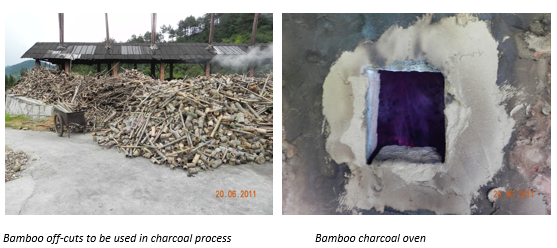 20.06.2011
Bamboo off-cuts to be used in charcoal process
Bamboo charcoal oven